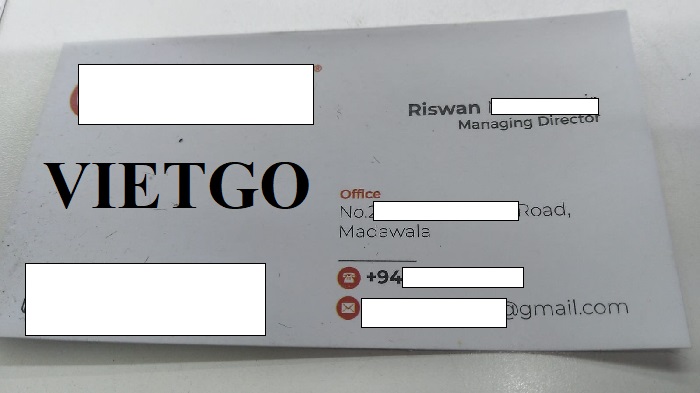 ®
Riswan
Managing Director
VIETGO
Office
No.2 Road,
Madawala
+94
@gmail.com